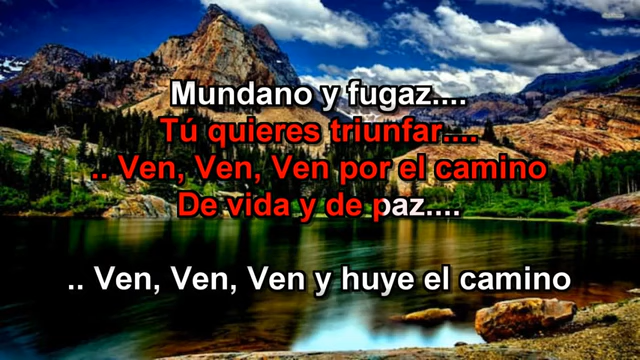 Mundano y fugaz....
Tú quieres triunfar....
.. Ven, Ven, Ven por el camino
De vida y de paz....
.. Ven, Ven, Ven y huye el camino